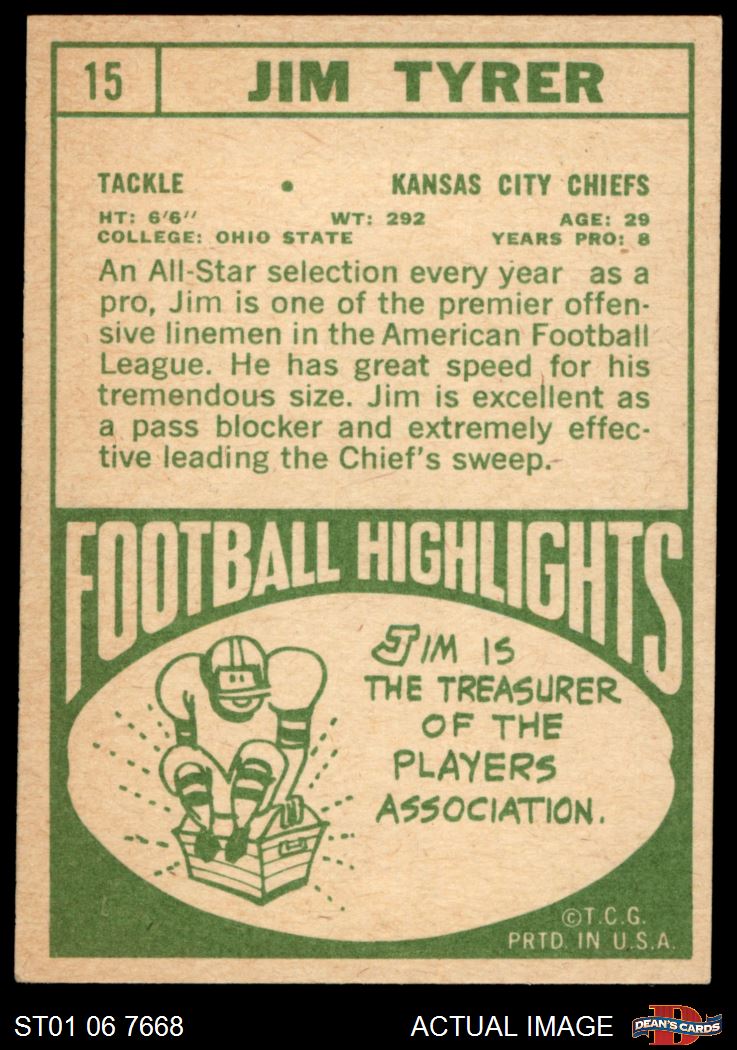 15
JIM TYRER
TACKLE • KANSAS CITY CHIEFS
HT: 6'6" WT: 292 AGE: 29
COLLEGE: OHIO STATE YEARS PRO: 8
An All-Star selection every year as a
pro, Jim is one of the premier offen-
sive linemen in the American Football
League. He has great speed for his
tremendous size. Jim is excellent as
a pass blocker and extremely effec-
tive leading the Chief's sweep.
FOOTBALL HIGHLIGHTS
JIM IS
THE TREASURER
OF THE
PLAYERS
ASSOCIATION.
©T.C.G.
PRTD. IN U.S.A.
ST01 06 7668 ACTUAL IMAGE D DEAN'S CARDS